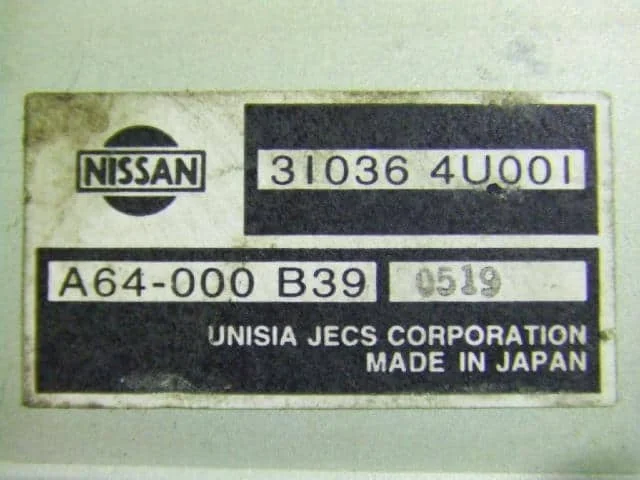 NISSAN
31036 4U001
A64-000 B39 0519
UNISIA JECS CORPORATION
MADE IN JAPAN